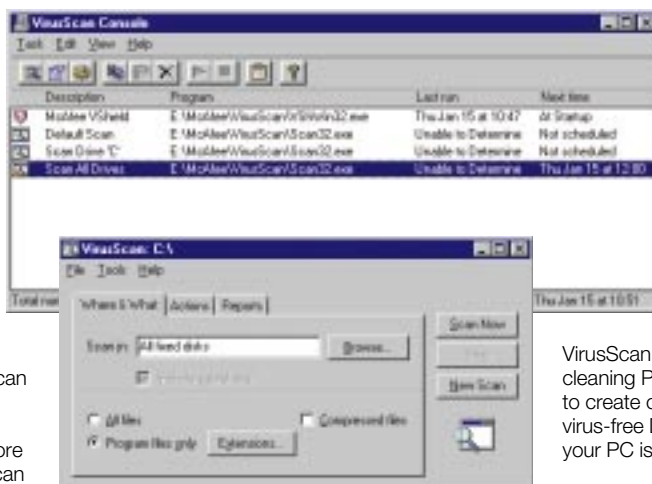 VirusScan Console
Task Edit View Help
Description Program Last run Next time
McAfee VShield E:\McAfee\VirusScan\VShWin32.exe Thu Jan 15 at 10:47 At Startup
Default Scan E:\McAfee\VirusScan\Scan32.exe Unable to Determine Not scheduled
Scan Drive 'C' E:\McAfee\VirusScan\Scan32.exe Unable to Determine Not scheduled
Scan All Drives E:\McAfee\VirusScan\Scan32.exe Unable to Determine Thu Jan 15 at 12:00
Thu Jan 15 at 10:51
VirusScan: C:\
File Tools Help
Where & What Actions Reports
Scan in: All fixed disks Browse...
Scan Now
New Scan
All files Compressed files
Program files only Extensions...
can
ore
can
VirusScan
cleaning P
to create
virus-free
your PC is